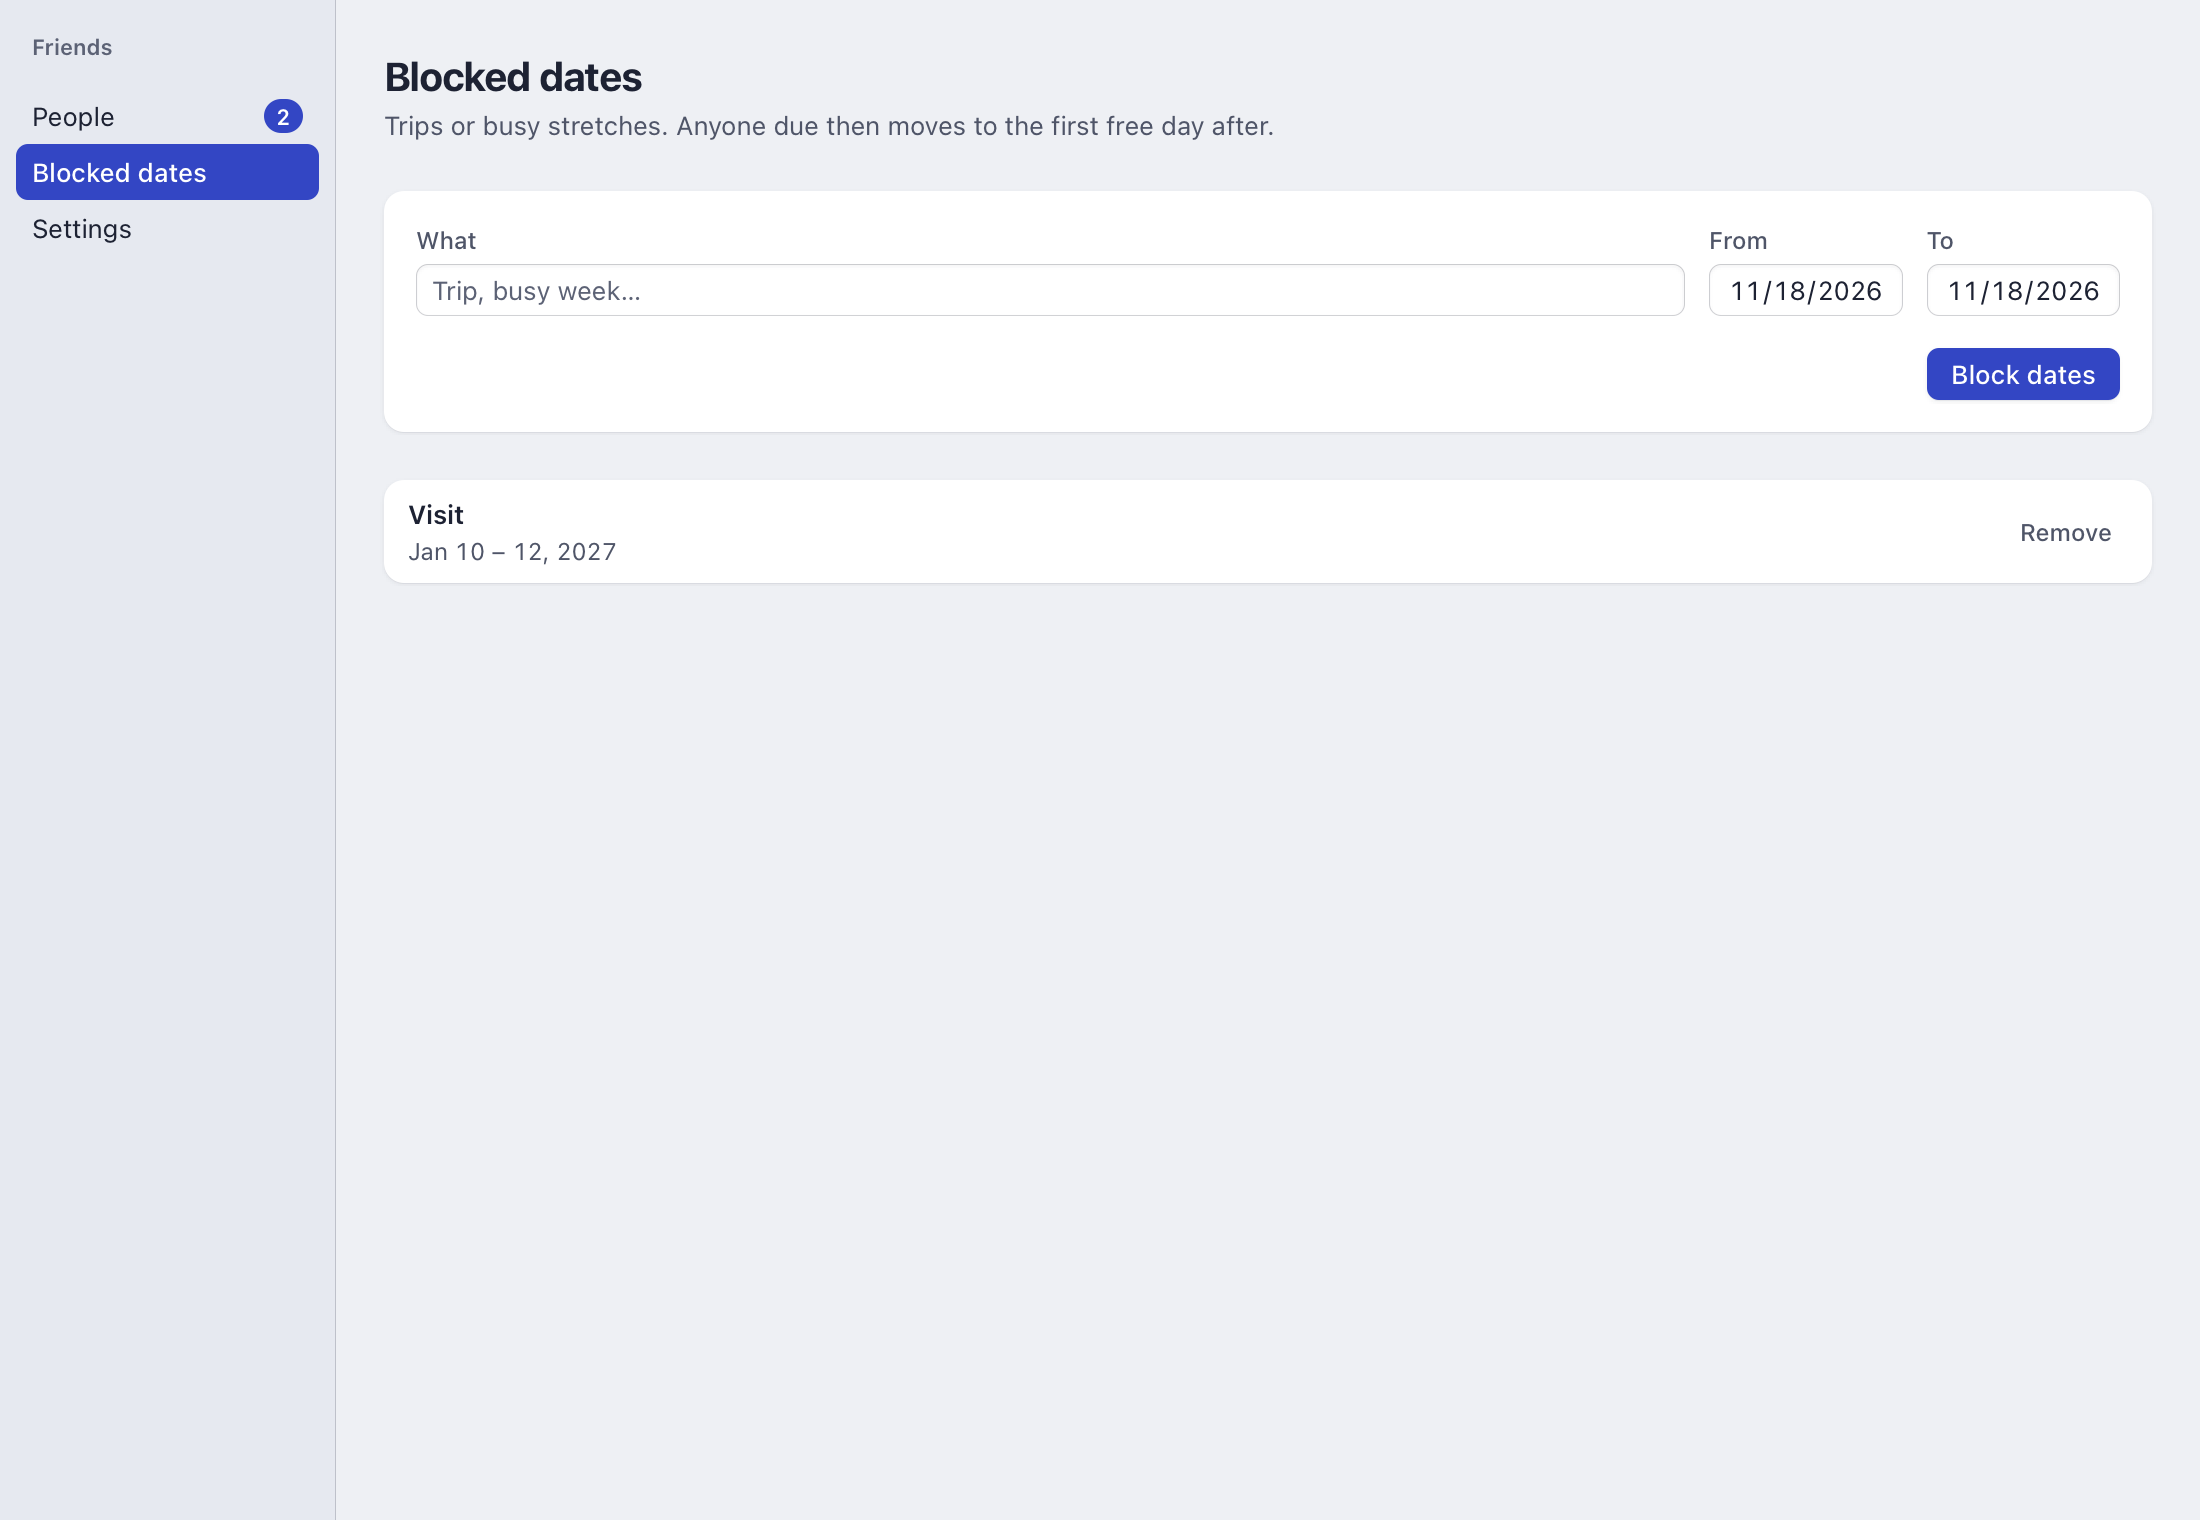 Friends
People 2
Blocked dates
Settings
Blocked dates
Trips or busy stretches. Anyone due then moves to the first free day after.
What From To
Trip, busy week... 11/18/2026 11/18/2026
Block dates
Visit
Jan 10 – 12, 2027
Remove